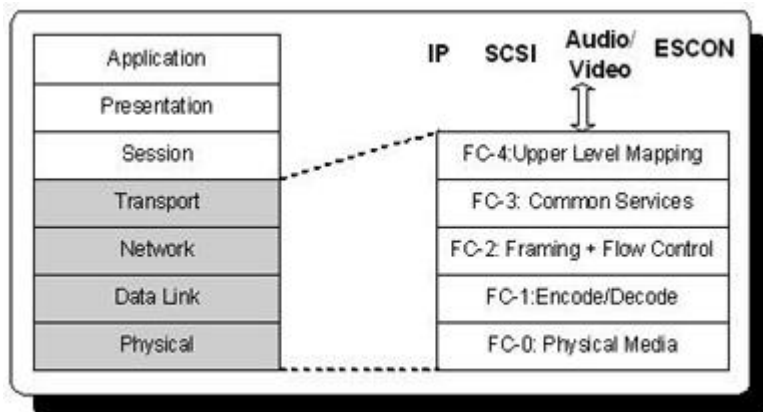 Application
Presentation
Session
Transport
Network
Data Link
Physical
IP SCSI Audio/ ESCON
Video
FC-4:Upper Level Mapping
FC-3: Common Services
FC-2: Framing + Flow Control
FC-1:Encode/Decode
FC-0: Physical Media